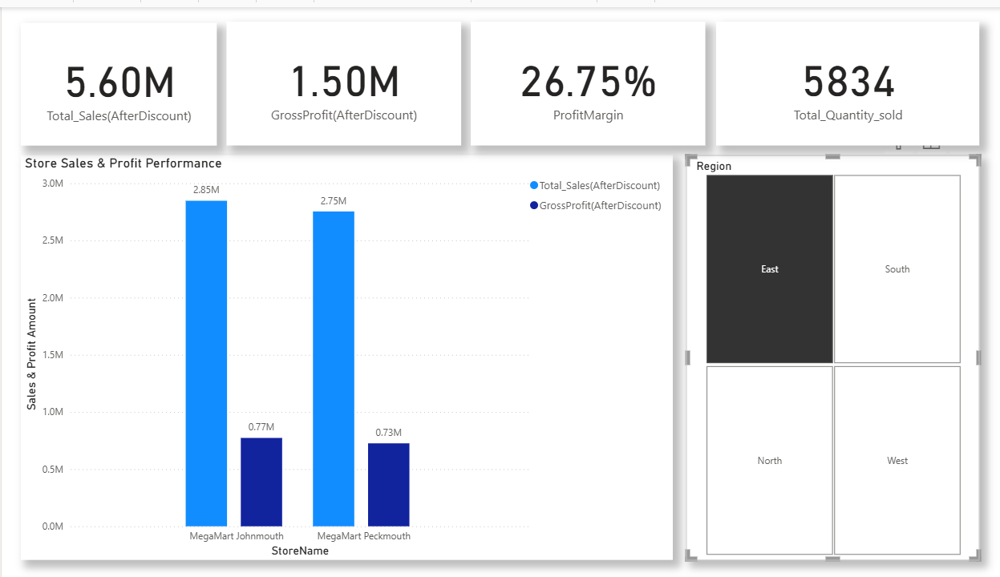 5.60M
Total_Sales(AfterDiscount)
1.50M
GrossProfit(AfterDiscount)
26.75%
ProfitMargin
5834
Total_Quantity_sold
Store Sales & Profit Performance
Total_Sales(AfterDiscount)
GrossProfit(AfterDiscount)
Sales & Profit Amount
3.0M
2.5M
2.0M
1.5M
1.0M
0.5M
0.0M
2.85M
0.77M
2.75M
0.73M
MegaMart Johnmouth
MegaMart Peckmouth
StoreName
Region
East
South
North
West